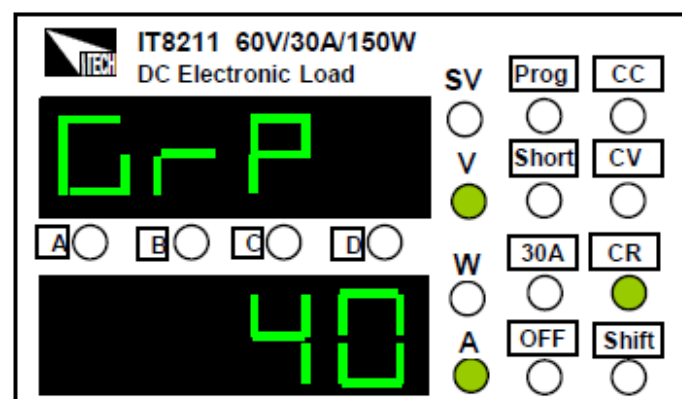 ITECH
IT8211 60V/30A/150W
DC Electronic Load
SV Prog CC
GrP
V Short CV
A B C D
W 30A CR
40
A OFF Shift